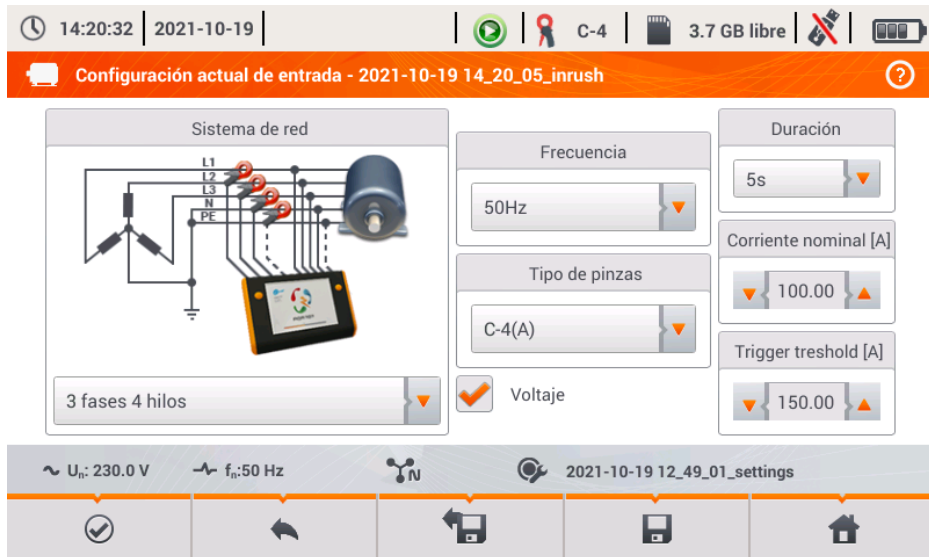 14:20:32 2021-10-19 C-4 3.7 GB libre
Configuración actual de entrada - 2021-10-19 14_20_05_inrush
Sistema de red
L1
L2
L3
N
PE
3 fases 4 hilos
Frecuencia
50Hz
Tipo de pinzas
C-4(A)
Voltaje
Duración
5s
Corriente nominal [A]
100.00
Trigger treshold [A]
150.00
Un: 230.0 V fn:50 Hz N 2021-10-19 12_49_01_settings